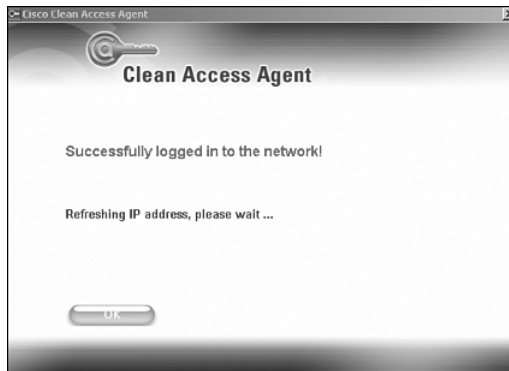 Cisco Clean Access Agent
Clean Access Agent
Successfully logged in to the network!
Refreshing IP address, please wait ...
OK